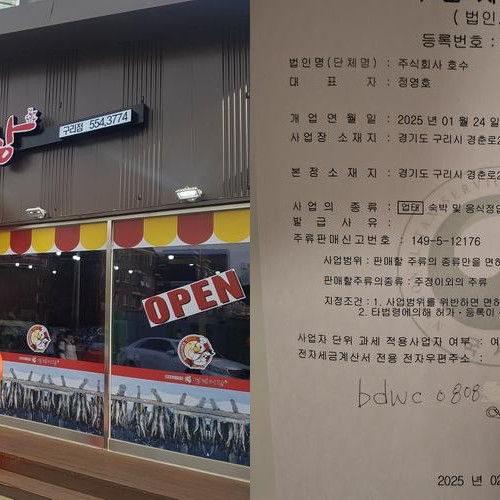 구리점 554.3774
OPEN
(법인
등록번호 :
법인명(단체명) : 주식회사 호수
대 표 자 : 정영호
개 업 연 월 일 : 2025 년 01 월 24 일
사업장 소재지 : 경기도 구리시 경춘로2
본점 소재지 : 경기도 구리시 경춘로2
사업의 종류 : 업태 숙박 및 음식점업
발 급 사 유 :
주류판매신고번호 : 149-5-12176
사업범위 : 판매할 주류의 종류만을 면허
판매할주류의종류 : 주정이외의 주류
지정조건 : 1. 사업범위를 위반하면 면허
2. 타법령에의해 허가·등록이
사업자 단위 과세 적용사업자 여부 : 여
전자세금계산서 전용 전자우편주소 :
bdwc 0808
2025 년 02